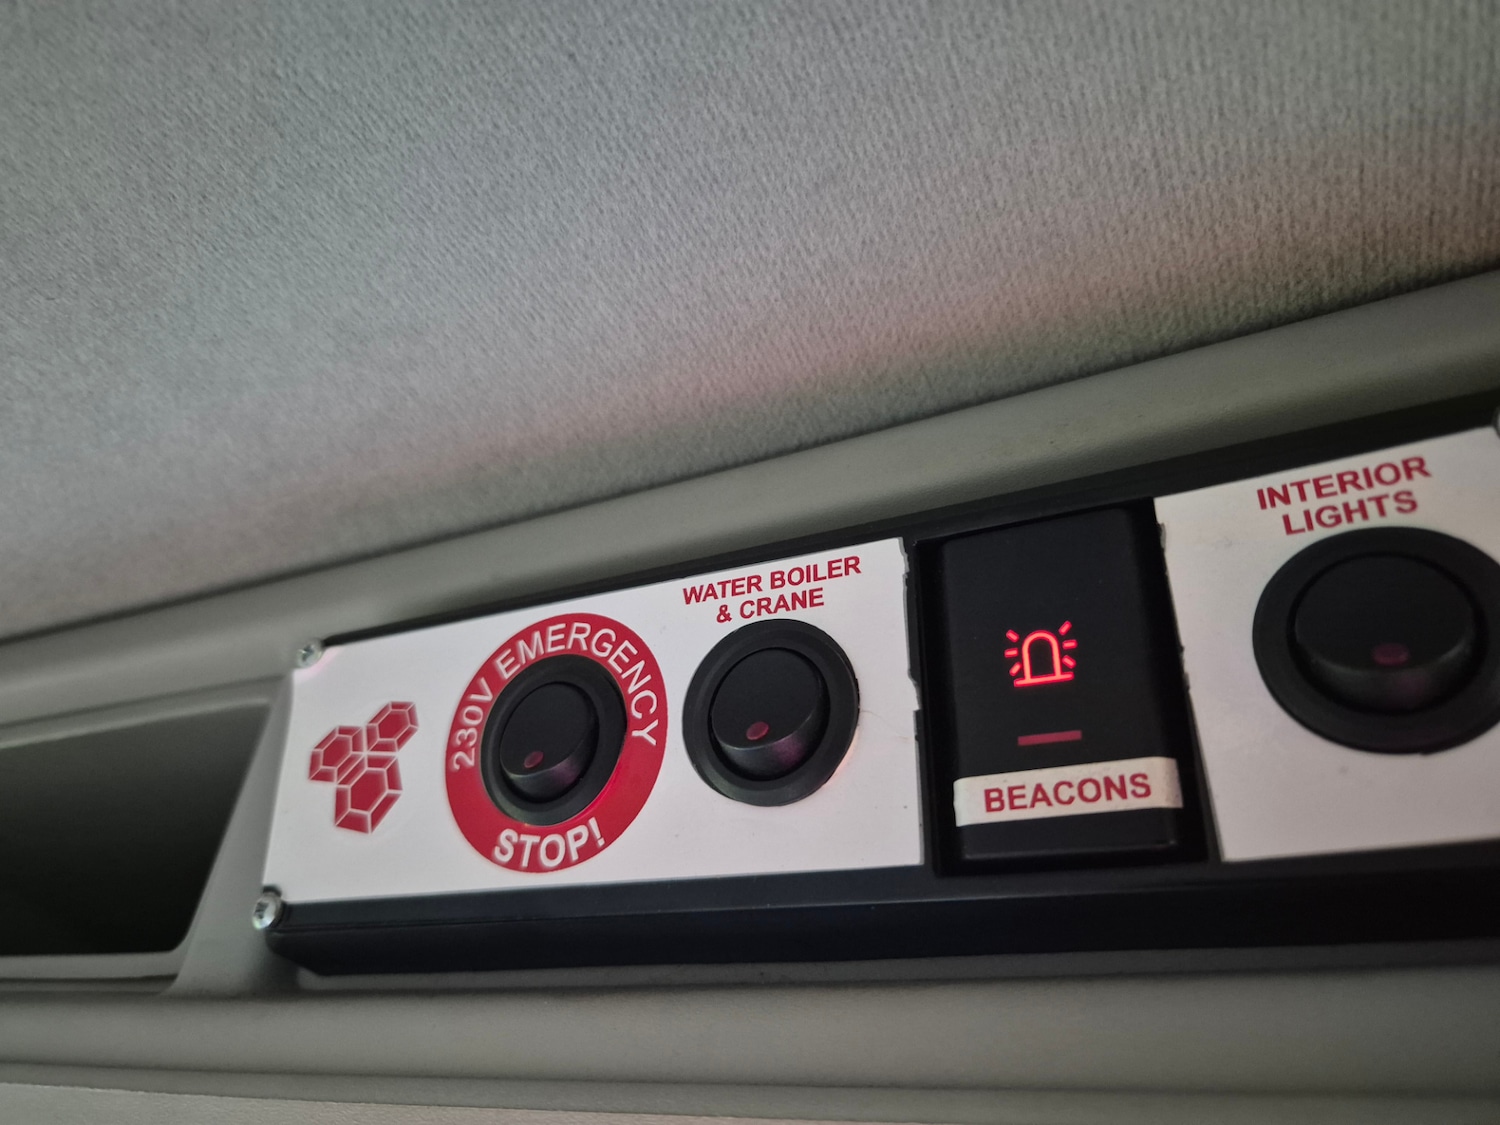 230V EMERGENCY
STOP!
WATER BOILER
& CRANE
BEACONS
INTERIOR
LIGHTS